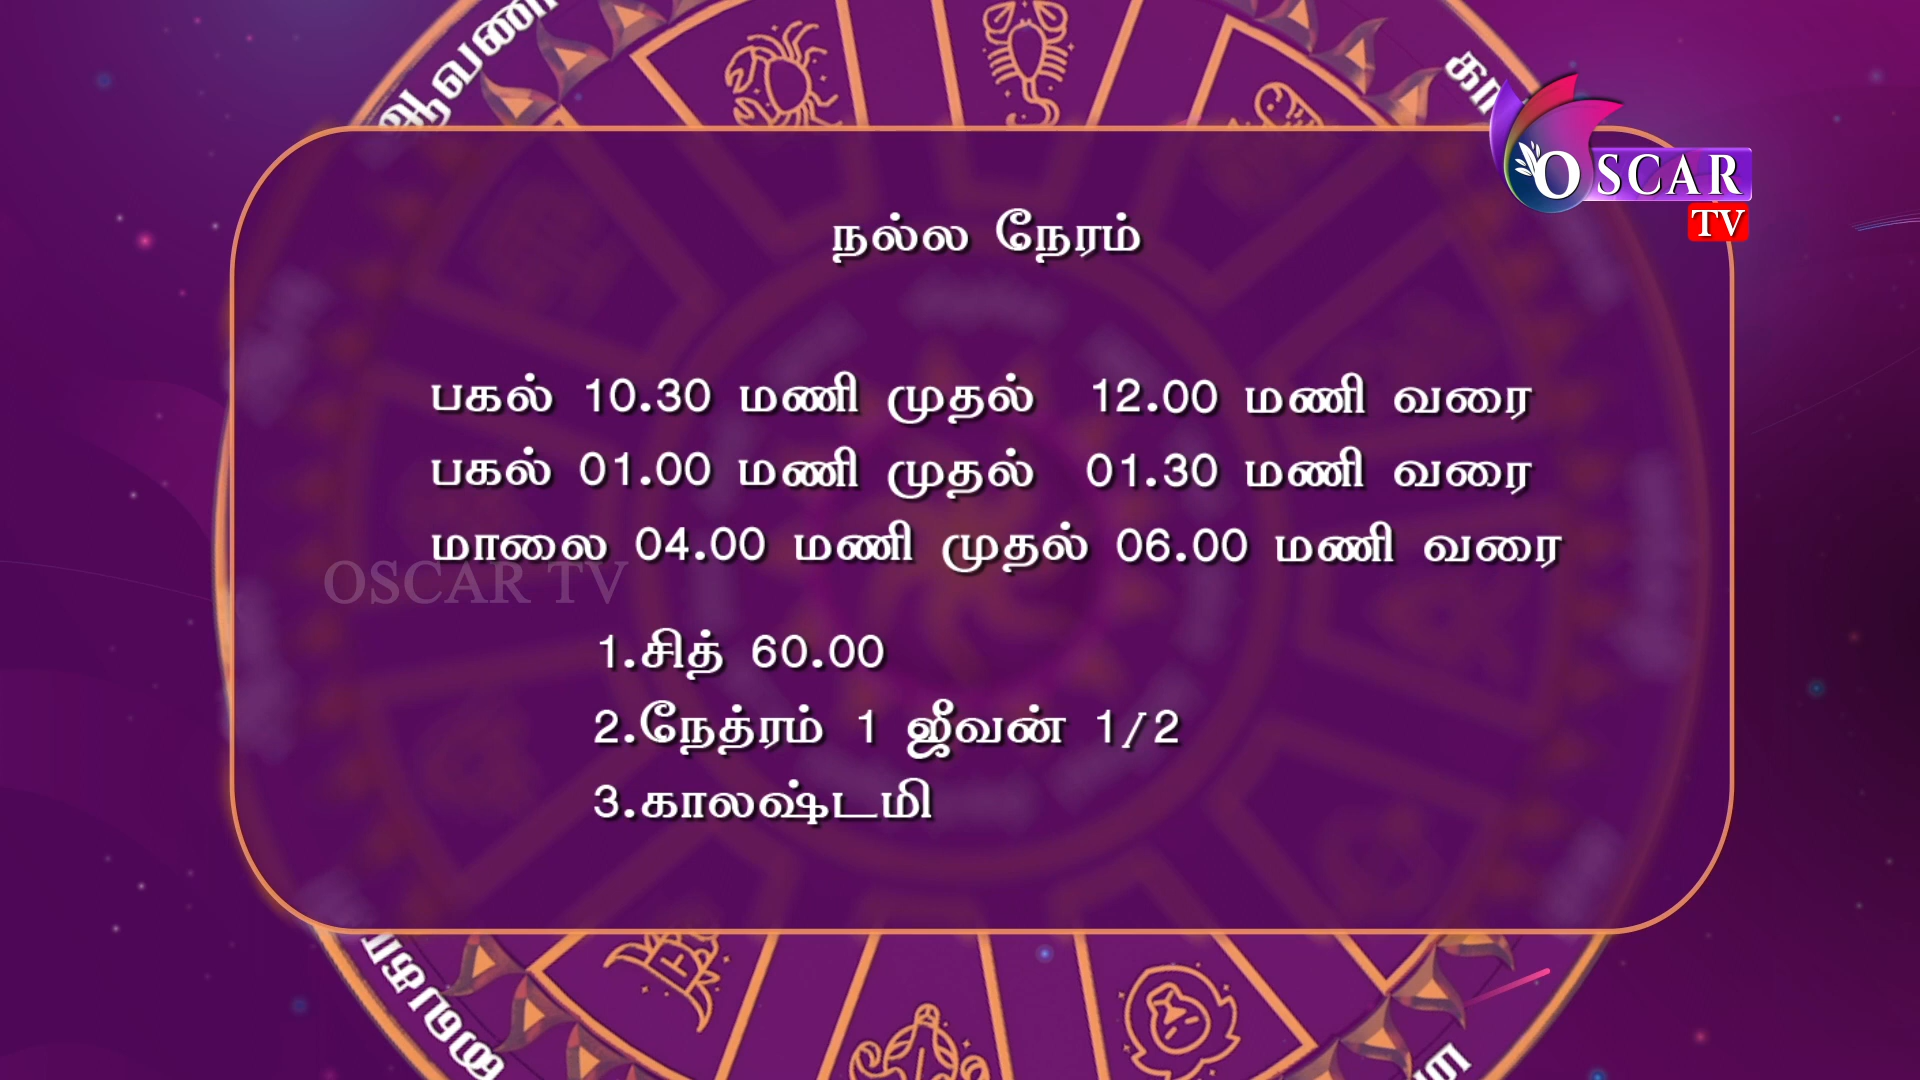 ஆவணி
OSCAR
TV
நல்ல நேரம்
பகல் 10.30 மணி முதல் 12.00 மணி வரை
பகல் 01.00 மணி முதல் 01.30 மணி வரை
மாலை 04.00 மணி முதல் 06.00 மணி வரை
OSCAR TV
1.சித் 60.00
2.நேத்ரம் 1 ஜீவன் 1/2
3.காலஷ்டமி